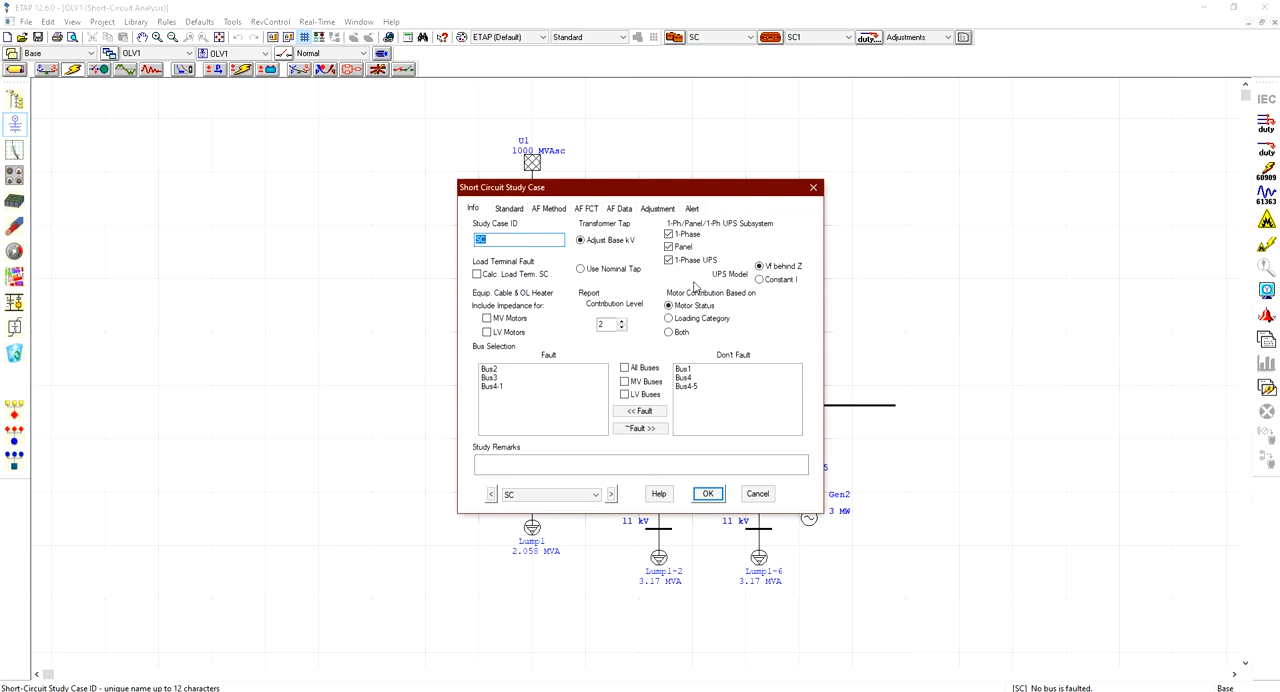 ETAP 12.6.0 - [OLV1 (Short-Circuit Analysis)]
File Edit View Project Library Rules Defaults Tools RevControl Real-Time Window Help
ETAP (Default) Standard SC SC1 duty... Adjustments
Base OLV1 OLV1 Normal
U1
1000 MVAsc
Short Circuit Study Case
Info Standard AF Method AF FCT AF Data Adjustment Alert
Study Case ID
SC
Transformer Tap
Adjust Base kV
Use Nominal Tap
1-Ph/Panel/1-Ph UPS Subsystem
1-Phase
Panel
1-Phase UPS
UPS Model
Vf behind Z
Constant I
Load Terminal Fault
Calc. Load Term. SC
Equip. Cable & OL Heater
Include Impedance for:
MV Motors
LV Motors
Report
Contribution Level
2
Motor Contribution Based on
Motor Status
Loading Category
Both
Bus Selection
Fault
Bus2
Bus3
Bus4-1
All Buses
MV Buses
LV Buses
<< Fault
~Fault >>
Don't Fault
Bus1
Bus4
Bus4-5
Study Remarks
< SC > Help OK Cancel
5
Gen2
3 MW
11 kV
11 kV
Lump1
2.058 MVA
Lump1-2
3.17 MVA
Lump1-6
3.17 MVA
IEC
duty
duty
60909
61363
Short-Circuit Study Case ID - unique name up to 12 characters
[SC] No bus is faulted.
Base